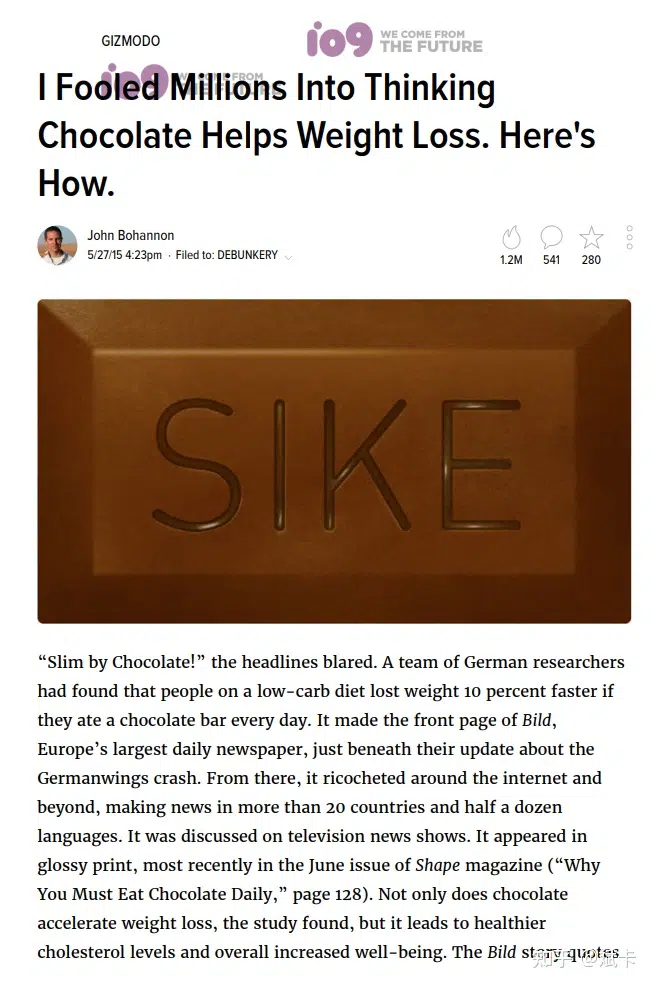 GIZMODO
io9 WE COME FROM
THE FUTURE
io9 WE COME FROM
THE FUTURE
I Fooled Millions Into Thinking
Chocolate Helps Weight Loss. Here's
How.
John Bohannon
5/27/15 4:23pm · Filed to: DEBUNKERY
1.2M 541 280
SIKE
“Slim by Chocolate!” the headlines blared. A team of German researchers
had found that people on a low-carb diet lost weight 10 percent faster if
they ate a chocolate bar every day. It made the front page of Bild,
Europe’s largest daily newspaper, just beneath their update about the
Germanwings crash. From there, it ricocheted around the internet and
beyond, making news in more than 20 countries and half a dozen
languages. It was discussed on television news shows. It appeared in
glossy print, most recently in the June issue of Shape magazine (“Why
You Must Eat Chocolate Daily,” page 128). Not only does chocolate
accelerate weight loss, the study found, but it leads to healthier
cholesterol levels and overall increased well-being. The Bild story quotes
知乎 @斌卡